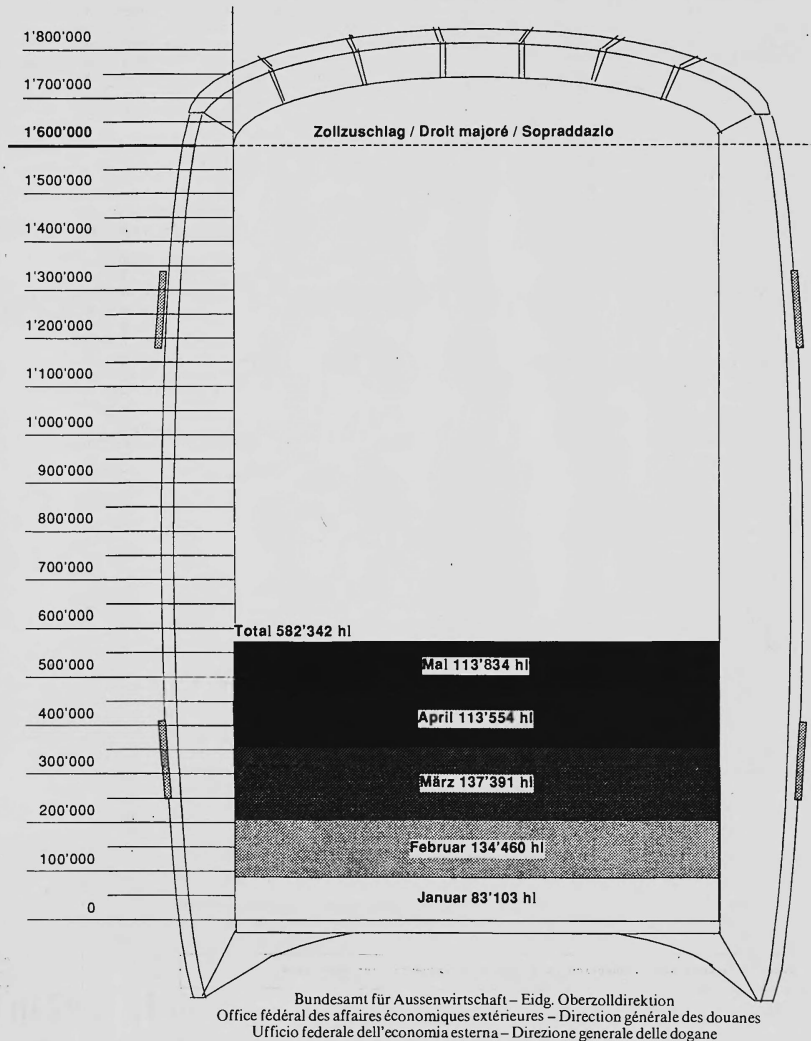 1'800'000
1'700'000
1'600'000
Zollzuschlag / Droit majoré / Sopraddazio
1'500'000
1'400'000
1'300'000
1'200'000
1'100'000
1'000'000
900'000
800'000
700'000
600'000
Total 582'342 hl
500'000
Mai 113'834 hl
400'000
April 113'554 hl
300'000
März 137'391 hl
200'000
Februar 134'460 hl
100'000
Januar 83'103 hl
0
Bundesamt für Aussenwirtschaft – Eidg. Oberzolldirektion
Office fédéral des affaires économiques extérieures – Direction générale des douanes
Ufficio federale dell'economia esterna – Direzione generale delle dogane